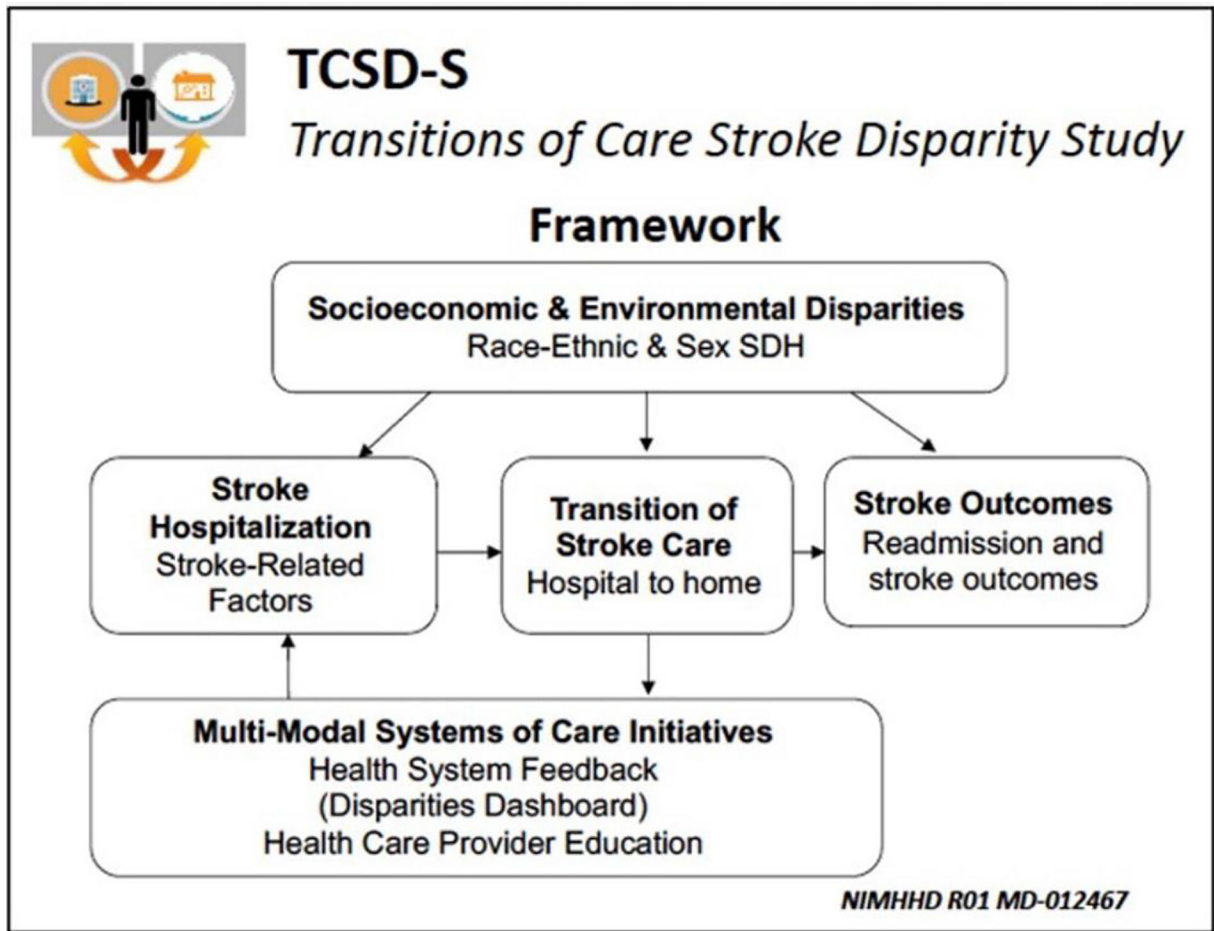 TCSD-S
Transitions of Care Stroke Disparity Study
Framework
Socioeconomic & Environmental Disparities
Race-Ethnic & Sex SDH
Stroke
Hospitalization
Stroke-Related
Factors
Transition of
Stroke Care
Hospital to home
Stroke Outcomes
Readmission and
stroke outcomes
Multi-Modal Systems of Care Initiatives
Health System Feedback
(Disparities Dashboard)
Health Care Provider Education
NIMHHD R01 MD-012467